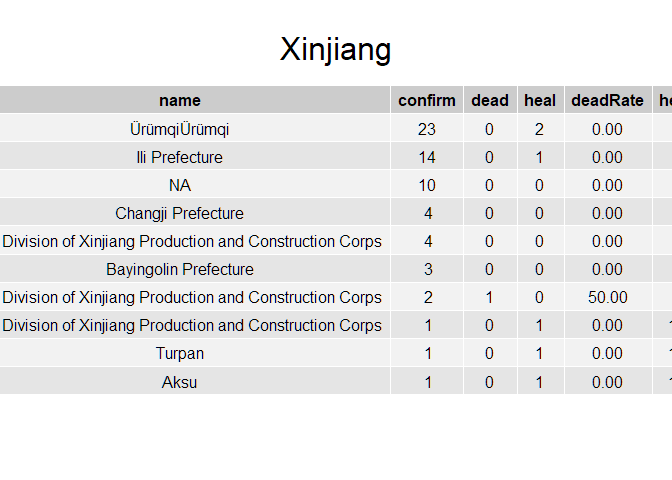 Xinjiang
name confirm dead heal deadRate
ÜrümqiÜrümqi 23 0 2 0.00
Ili Prefecture 14 0 1 0.00
NA 10 0 0 0.00
Changji Prefecture 4 0 0 0.00
Division of Xinjiang Production and Construction Corps 4 0 0 0.00
Bayingolin Prefecture 3 0 0 0.00
Division of Xinjiang Production and Construction Corps 2 1 0 50.00
Division of Xinjiang Production and Construction Corps 1 0 1 0.00
Turpan 1 0 1 0.00
Aksu 1 0 1 0.00